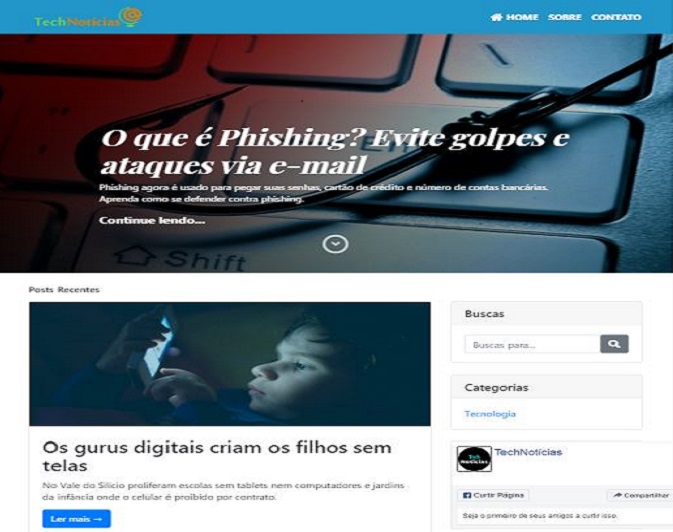 TechNotícias
HOME SOBRE CONTATO
O que é Phishing? Evite golpes e
ataques via e-mail
Phishing agora é usado para pegar suas senhas, cartão de crédito e número de contas bancárias.
Aprenda como se defender contra phishing.
Continue lendo...
Shift
Posts Recentes
Os gurus digitais criam os filhos sem
telas
No Vale do Silício proliferam escolas sem tablets nem computadores e jardins
da infância onde o celular é proibido por contrato.
Ler mais →
Buscas
Buscas para...
Categorias
Tecnologia
Tech
Notícias
TechNotícias
Curtir Página
Compartilhar
Seja o primeiro de seus amigos a curtir isso.